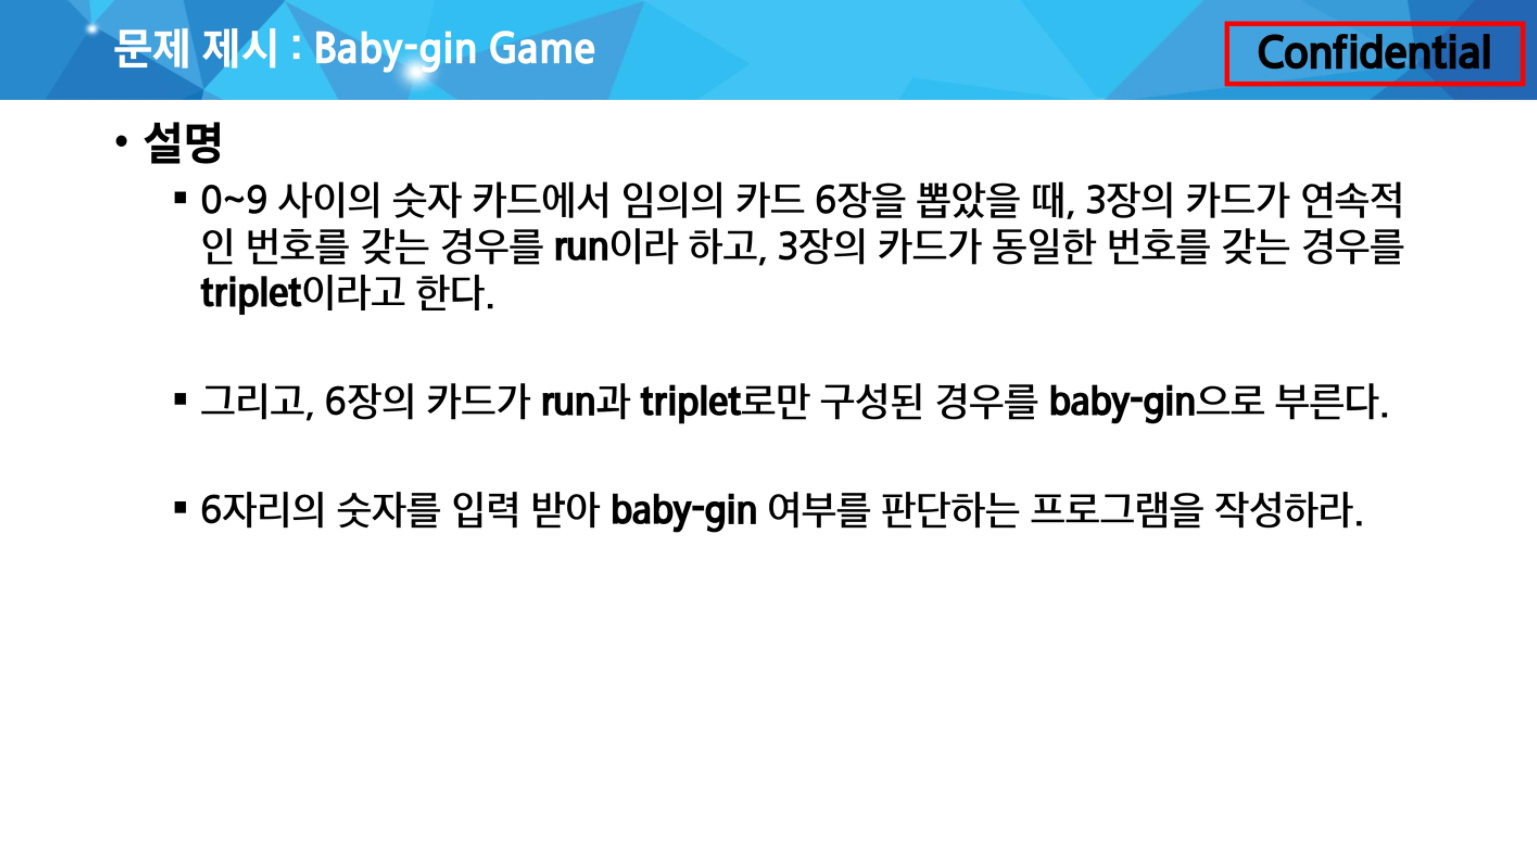 문제 제시 : Baby-gin Game
Confidential
• 설명
▪ 0~9 사이의 숫자 카드에서 임의의 카드 6장을 뽑았을 때, 3장의 카드가 연속적
인 번호를 갖는 경우를 run이라 하고, 3장의 카드가 동일한 번호를 갖는 경우를
triplet이라고 한다.
▪ 그리고, 6장의 카드가 run과 triplet로만 구성된 경우를 baby-gin으로 부른다.
▪ 6자리의 숫자를 입력 받아 baby-gin 여부를 판단하는 프로그램을 작성하라.